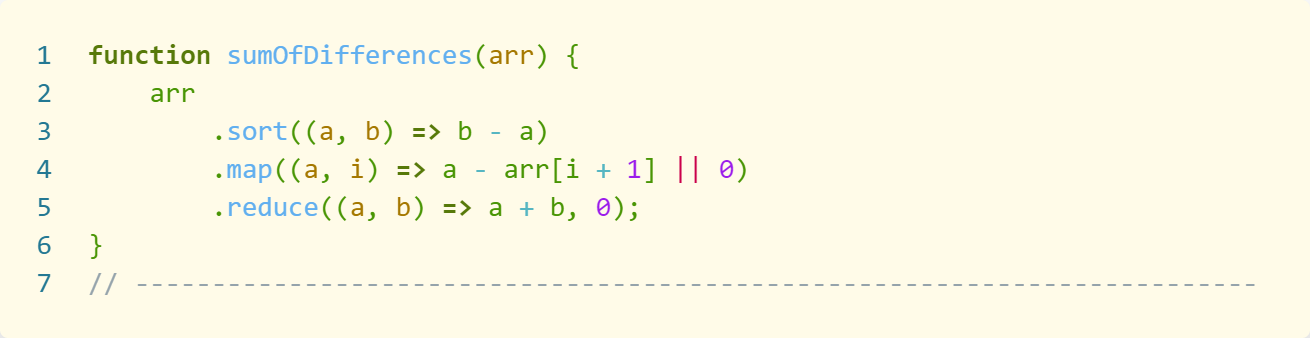 1 function sumOfDifferences(arr) {
2     arr
3         .sort((a, b) => b - a)
4         .map((a, i) => a - arr[i + 1] || 0)
5         .reduce((a, b) => a + b, 0);
6 }
7 // -------------------------------------------------------------------------